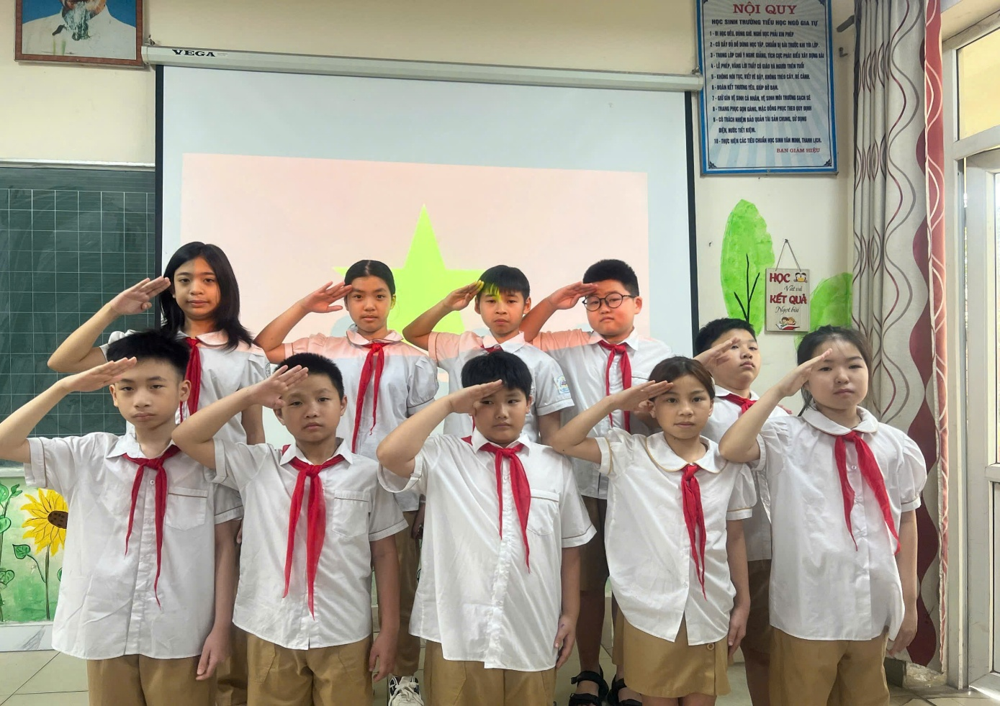 VEGA
NỘI QUY
HỌC SINH TRƯỜNG TIỂU HỌC NGÔ GIA TỰ
1 - ĐI HỌC ĐỀU, ĐÚNG GIỜ, NGHỈ HỌC PHẢI XIN PHÉP
2 - CÓ ĐẦY ĐỦ ĐỒ DÙNG HỌC TẬP, CHUẨN BỊ BÀI TRƯỚC KHI TỚI LỚP.
3 - TRONG LỚP CHÚ Ý NGHE GIẢNG, TÍCH CỰC PHÁT BIỂU XÂY DỰNG BÀI
4 - LỄ PHÉP, VÂNG LỜI THẦY CÔ GIÁO VÀ NGƯỜI TRÊN TUỔI
5 - KHÔNG NÓI TỤC, VIẾT VẼ BẬY, KHÔNG TRÈO CÂY, BẺ CÀNH.
6 - ĐOÀN KẾT THƯƠNG YÊU, GIÚP ĐỠ BẠN.
7 - GIỮ GÌN VỆ SINH CÁ NHÂN, VỆ SINH MÔI TRƯỜNG SẠCH SẼ
8 - TRANG PHỤC GỌN GÀNG, MẶC ĐỒNG PHỤC THEO QUY ĐỊNH
9 - CÓ TRÁCH NHIỆM BẢO QUẢN TÀI SẢN CHUNG, SỬ DỤNG
ĐIỆN, NƯỚC TIẾT KIỆM.
10 - THỰC HIỆN CÁC TIÊU CHUẨN HỌC SINH VĂN MINH, THANH LỊCH.
BAN GIÁM HIỆU
HỌC
Vất vả
KẾT QUẢ
Ngọt bùi